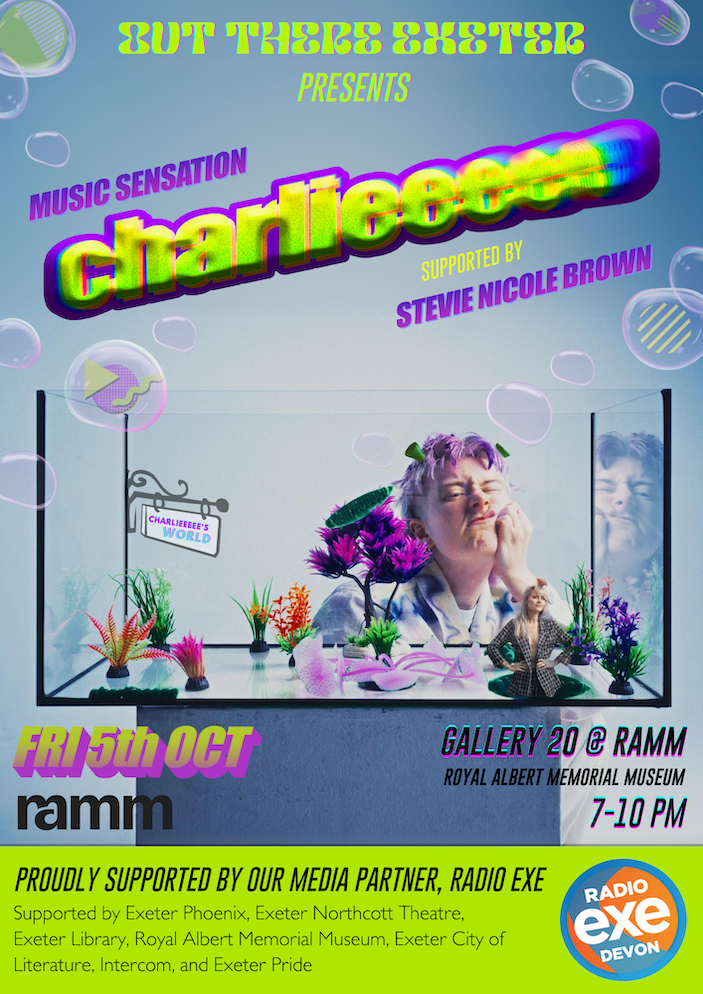 OUT THERE EXETER
PRESENTS
MUSIC SENSATION
charlieeeee
SUPPORTED BY
STEVIE NICOLE BROWN
CHARLIEEEEE'S
WORLD
FRI 5th OCT
ramm
GALLERY 20 @ RAMM
ROYAL ALBERT MEMORIAL MUSEUM
7-10 PM
PROUDLY SUPPORTED BY OUR MEDIA PARTNER, RADIO EXE
Supported by Exeter Phoenix, Exeter Northcott Theatre,
Exeter Library, Royal Albert Memorial Museum, Exeter City of
Literature, Intercom, and Exeter Pride
RADIO
exe
DEVON